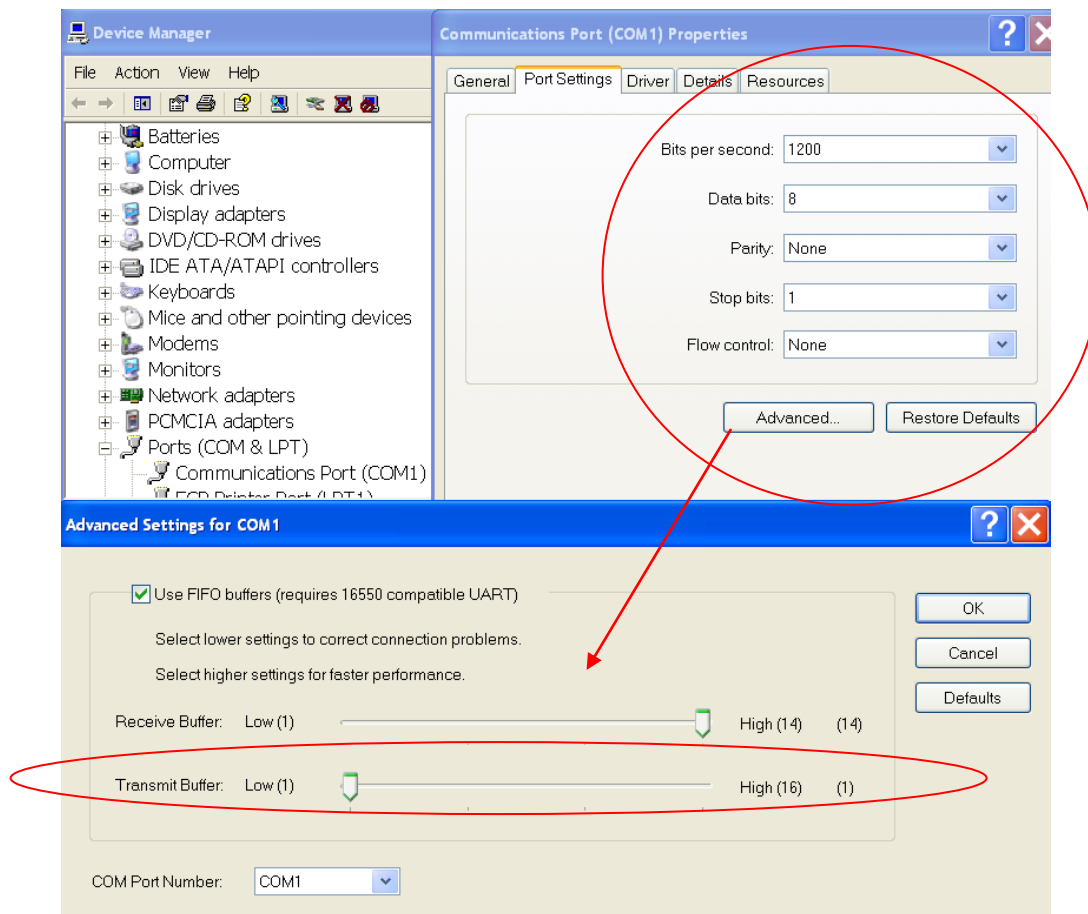 Device Manager
File Action View Help
Batteries
Computer
Disk drives
Display adapters
DVD/CD-ROM drives
IDE ATA/ATAPI controllers
Keyboards
Mice and other pointing devices
Modems
Monitors
Network adapters
PCMCIA adapters
Ports (COM & LPT)
Communications Port (COM1)
ECP Printer Port (LPT1)
Communications Port (COM1) Properties
General Port Settings Driver Details Resources
Bits per second: 1200
Data bits: 8
Parity: None
Stop bits: 1
Flow control: None
Advanced... Restore Defaults
Advanced Settings for COM1
Use FIFO buffers (requires 16550 compatible UART)
Select lower settings to correct connection problems.
Select higher settings for faster performance.
Receive Buffer: Low (1) High (14) (14)
Transmit Buffer: Low (1) High (16) (1)
COM Port Number: COM1
OK
Cancel
Defaults